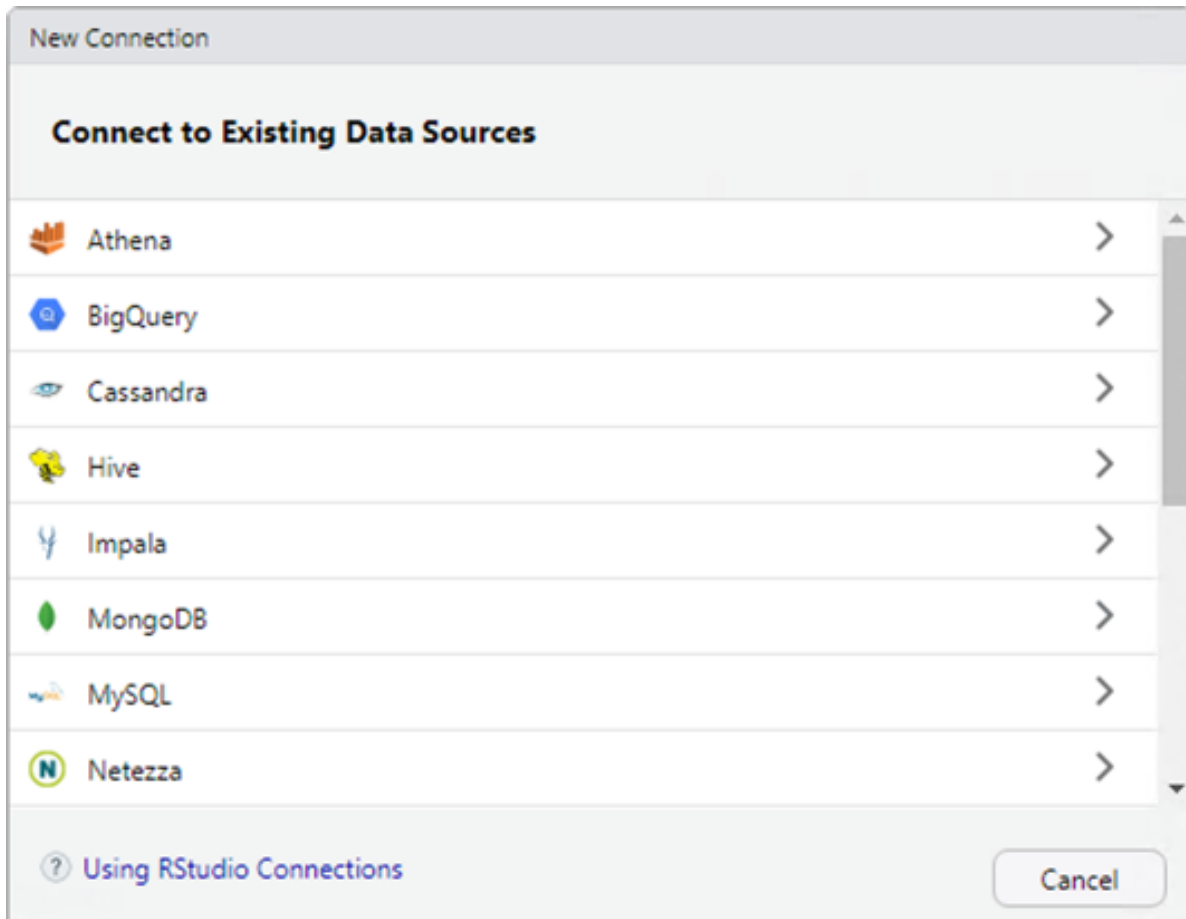 New Connection
Connect to Existing Data Sources
Athena
BigQuery
Cassandra
Hive
Impala
MongoDB
MySQL
N Netezza
? Using RStudio Connections
Cancel